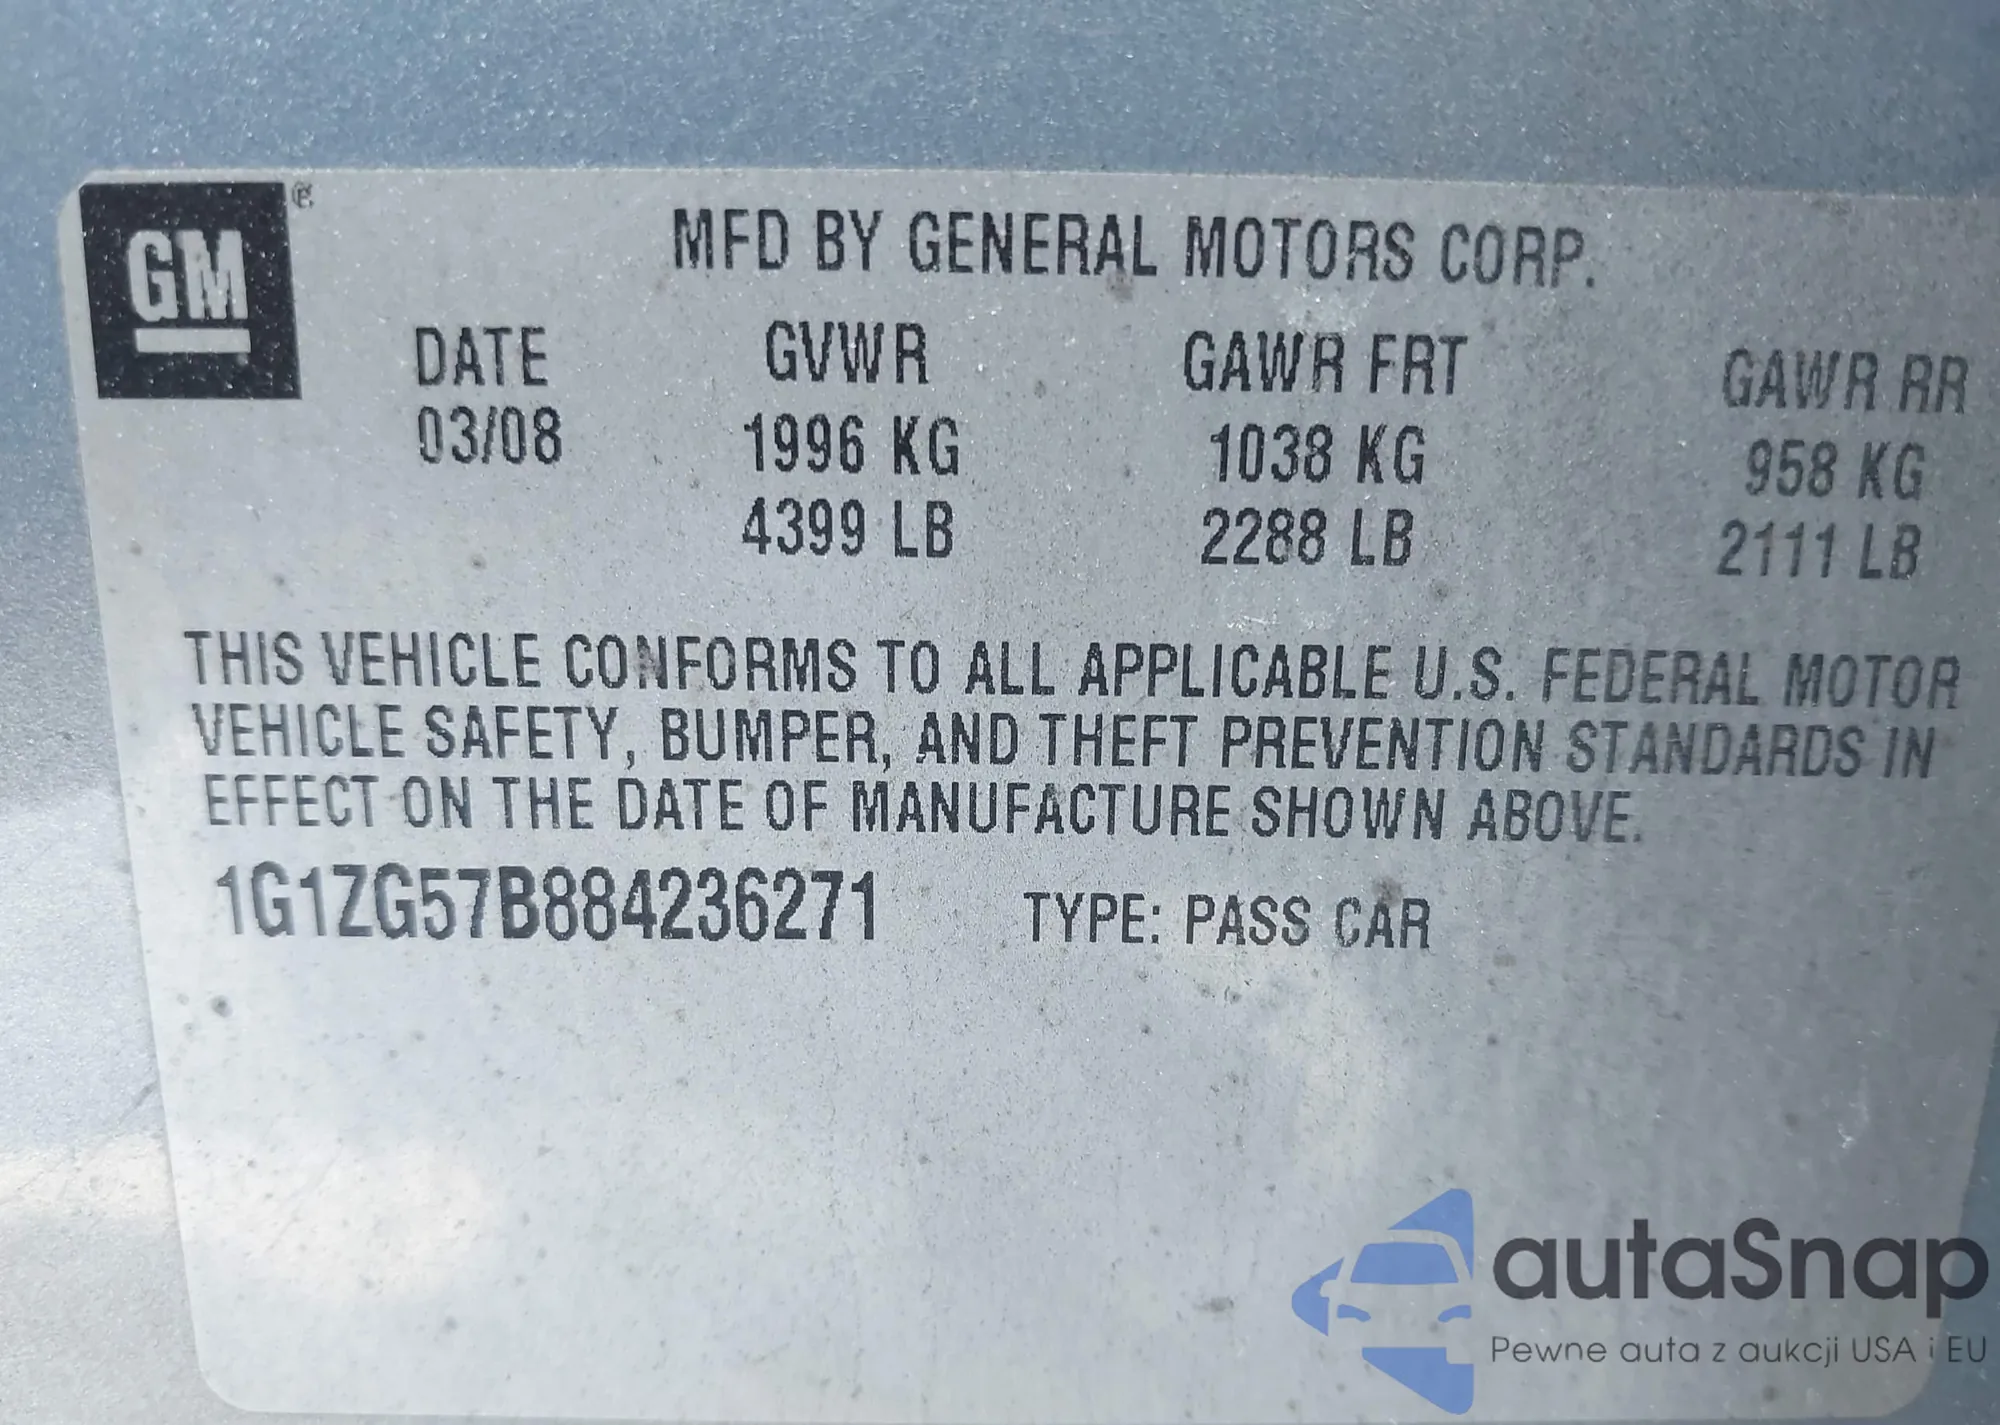 GM®
MFD BY GENERAL MOTORS CORP.
DATE GVWR GAWR FRT GAWR RR
03/08 1996 KG 1038 KG 958 KG
4399 LB 2288 LB 2111 LB
THIS VEHICLE CONFORMS TO ALL APPLICABLE U.S. FEDERAL MOTOR
VEHICLE SAFETY, BUMPER, AND THEFT PREVENTION STANDARDS IN
EFFECT ON THE DATE OF MANUFACTURE SHOWN ABOVE.
1G1ZG57B884236271 TYPE: PASS CAR
autaSnap
Pewne auta z aukcji USA i EU